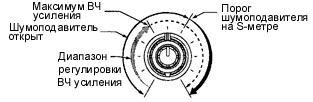 Максимум ВЧ
усиления
Шумоподавитель
открыт
Диапазон
регулировки
ВЧ усиления
Порог
шумоподавителя
на S-метре